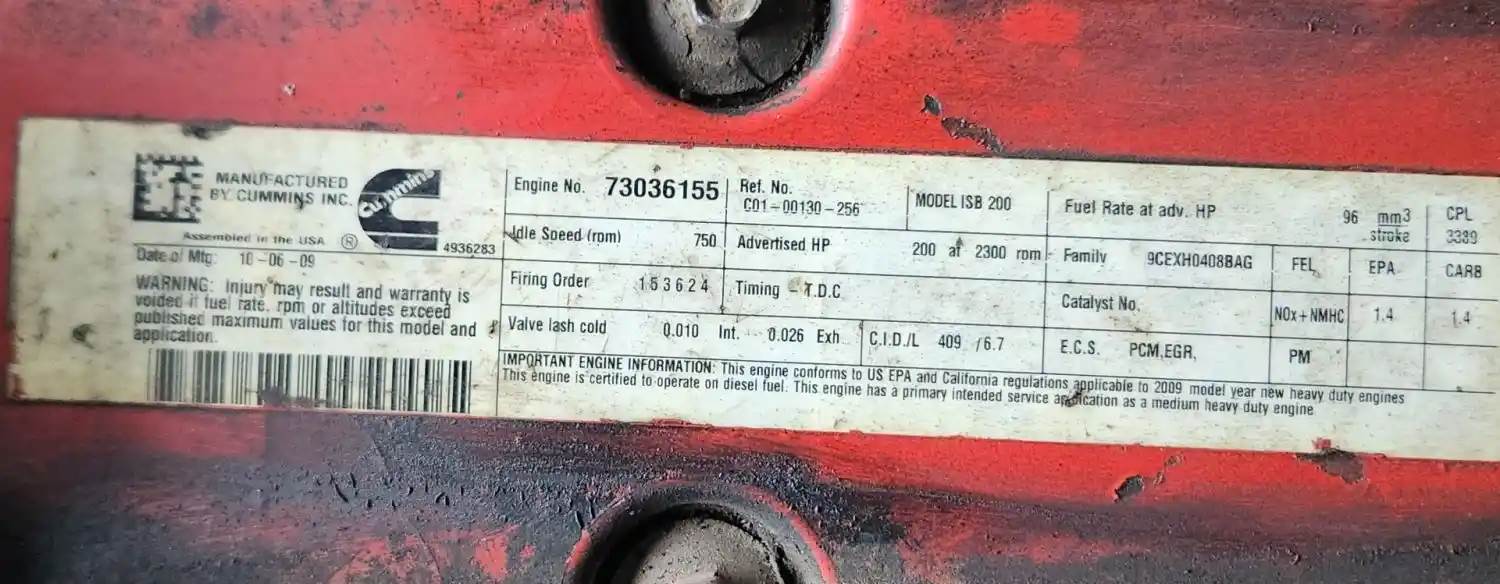 MANUFACTURED
BY CUMMINS INC.
Cummins
Assembled in the USA ®
4936283
Date of Mfg. 10-06-09
WARNING: Injury may result and warranty is
voided if fuel rate, rpm or altitudes exceed
published maximum values for this model and
application.
Engine No. 73036155
Ref. No.
C01-00130-256
MODEL ISB 200
Fuel Rate at adv. HP 96 mm3
stroke
CPL
3389
Idle Speed (rpm) 750
Advertised HP 200 at 2300 rpm
Family 9CEXH0408BAG
FEL
EPA
CARB
Firing Order 1 5 3 6 2 4
Timing - T.D.C
Catalyst No.
NOx+NMHC 1.4 1.4
Valve lash cold 0.010 Int. 0.026 Exh
C.I.D./L 409 /6.7
E.C.S. PCM,EGR,
PM
IMPORTANT ENGINE INFORMATION: This engine conforms to US EPA and California regulations applicable to 2009 model year new heavy duty engines
This engine is certified to operate on diesel fuel. This engine has a primary intended service application as a medium heavy duty engine